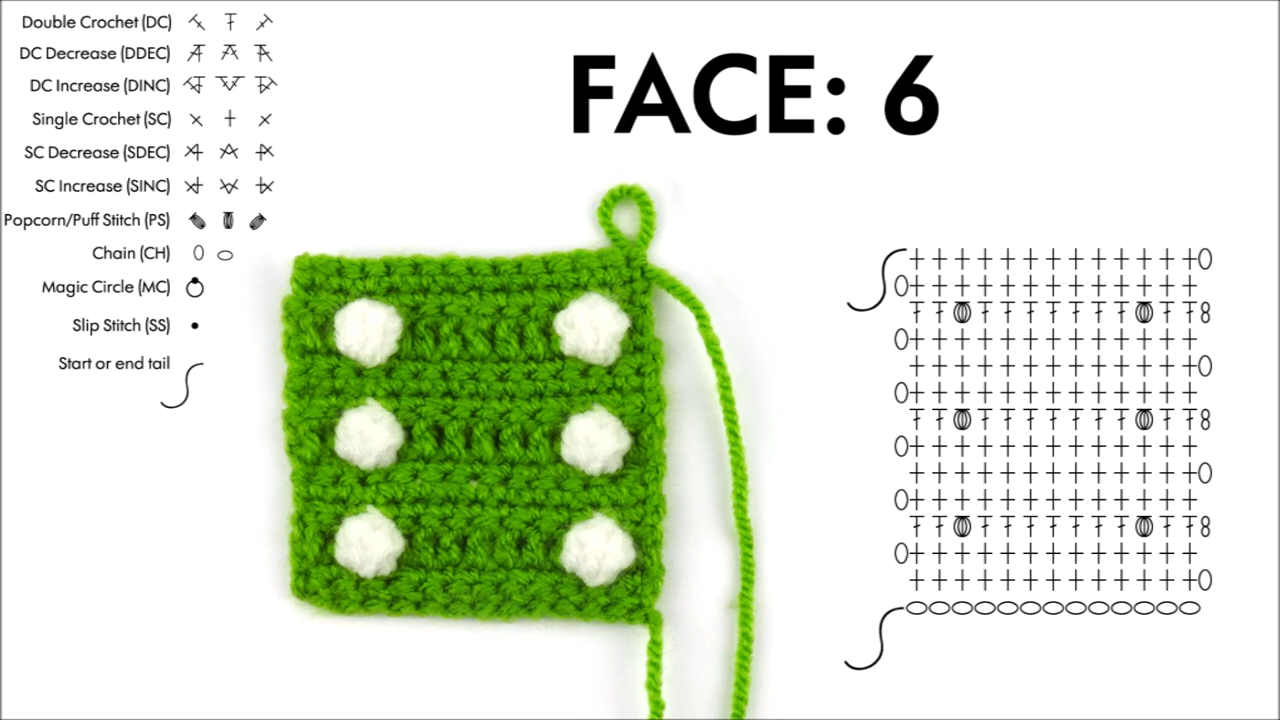 Double Crochet (DC)
DC Decrease (DDEC)
DC Increase (DINC)
Single Crochet (SC)
SC Decrease (SDEC)
SC Increase (SINC)
Popcorn/Puff Stitch (PS)
Chain (CH)
Magic Circle (MC)
Slip Stitch (SS)
Start or end tail
FACE: 6